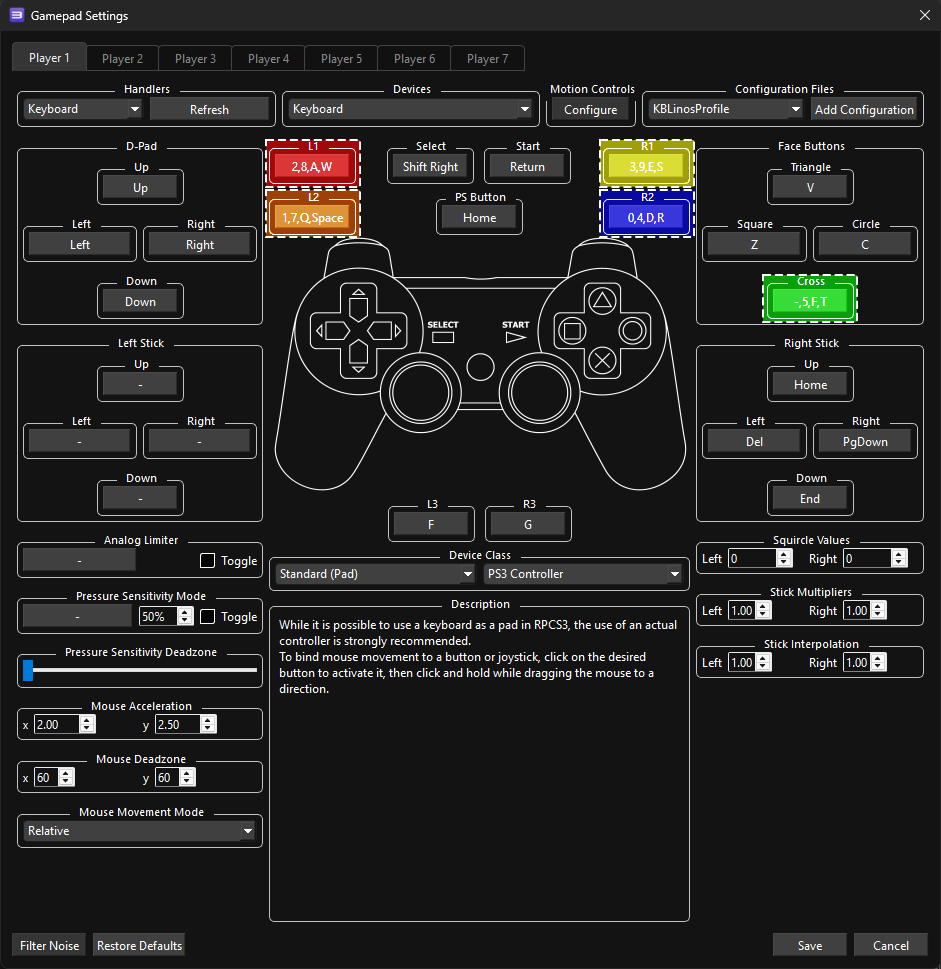 Gamepad Settings
Player 1 Player 2 Player 3 Player 4 Player 5 Player 6 Player 7
Handlers
Keyboard Refresh
Devices
Keyboard
Motion Controls
Configure
Configuration Files
KBLinosProfile Add Configuration
D-Pad
Up
Up
Left
Left
Right
Right
Down
Down
L1
2,8,A,W
L2
1,7,Q,Space
Select
Shift Right
Start
Return
PS Button
Home
R1
3,9,E,S
R2
0,4,D,R
Face Buttons
Triangle
V
Square
Z
Circle
C
Cross
-,5,F,T
SELECT START
Left Stick
Up
-
Left
-
Right
-
Down
-
Right Stick
Up
Home
Left
Del
Right
PgDown
Down
End
L3
F
R3
G
Analog Limiter
- Toggle
Pressure Sensitivity Mode
- 50% Toggle
Pressure Sensitivity Deadzone
Mouse Acceleration
x 2.00 y 2.50
Mouse Deadzone
x 60 y 60
Mouse Movement Mode
Relative
Device Class
Standard (Pad) PS3 Controller
Description
While it is possible to use a keyboard as a pad in RPCS3, the use of an actual
controller is strongly recommended.
To bind mouse movement to a button or joystick, click on the desired
button to activate it, then click and hold while dragging the mouse to a
direction.
Squircle Values
Left 0 Right 0
Stick Multipliers
Left 1.00 Right 1.00
Stick Interpolation
Left 1.00 Right 1.00
Filter Noise Restore Defaults Save Cancel